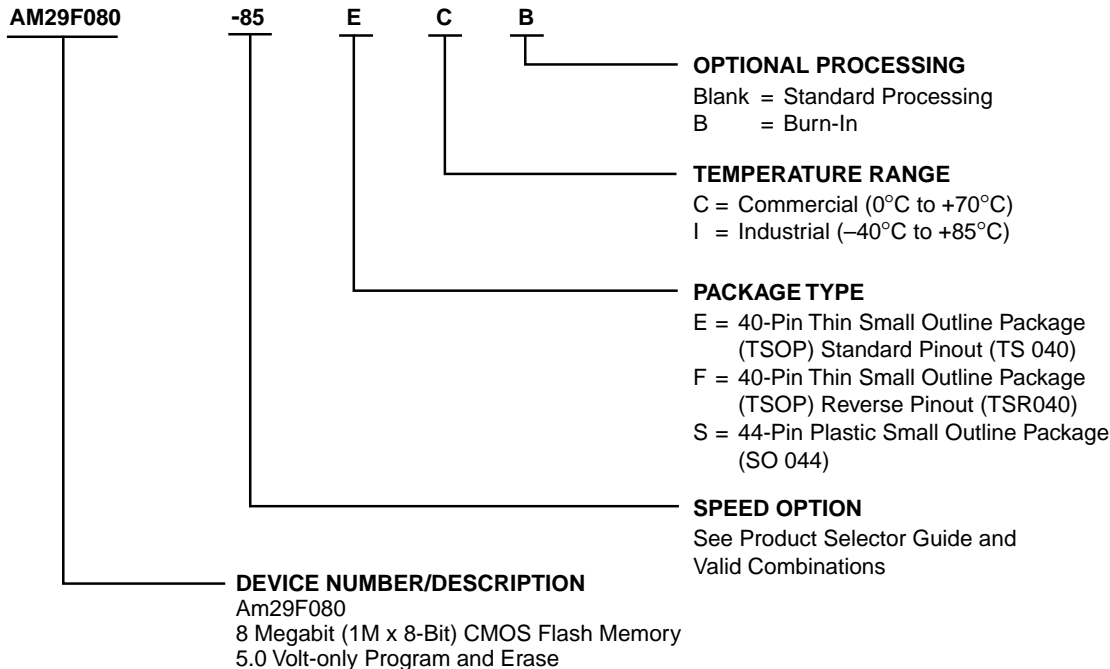 AM29F080 -85 E C B
OPTIONAL PROCESSING
Blank = Standard Processing
B = Burn-In
TEMPERATURE RANGE
C = Commercial (0°C to +70°C)
I = Industrial (–40°C to +85°C)
PACKAGE TYPE
E = 40-Pin Thin Small Outline Package
(TSOP) Standard Pinout (TS 040)
F = 40-Pin Thin Small Outline Package
(TSOP) Reverse Pinout (TSR040)
S = 44-Pin Plastic Small Outline Package
(SO 044)
SPEED OPTION
See Product Selector Guide and
Valid Combinations
DEVICE NUMBER/DESCRIPTION
Am29F080
8 Megabit (1M x 8-Bit) CMOS Flash Memory
5.0 Volt-only Program and Erase